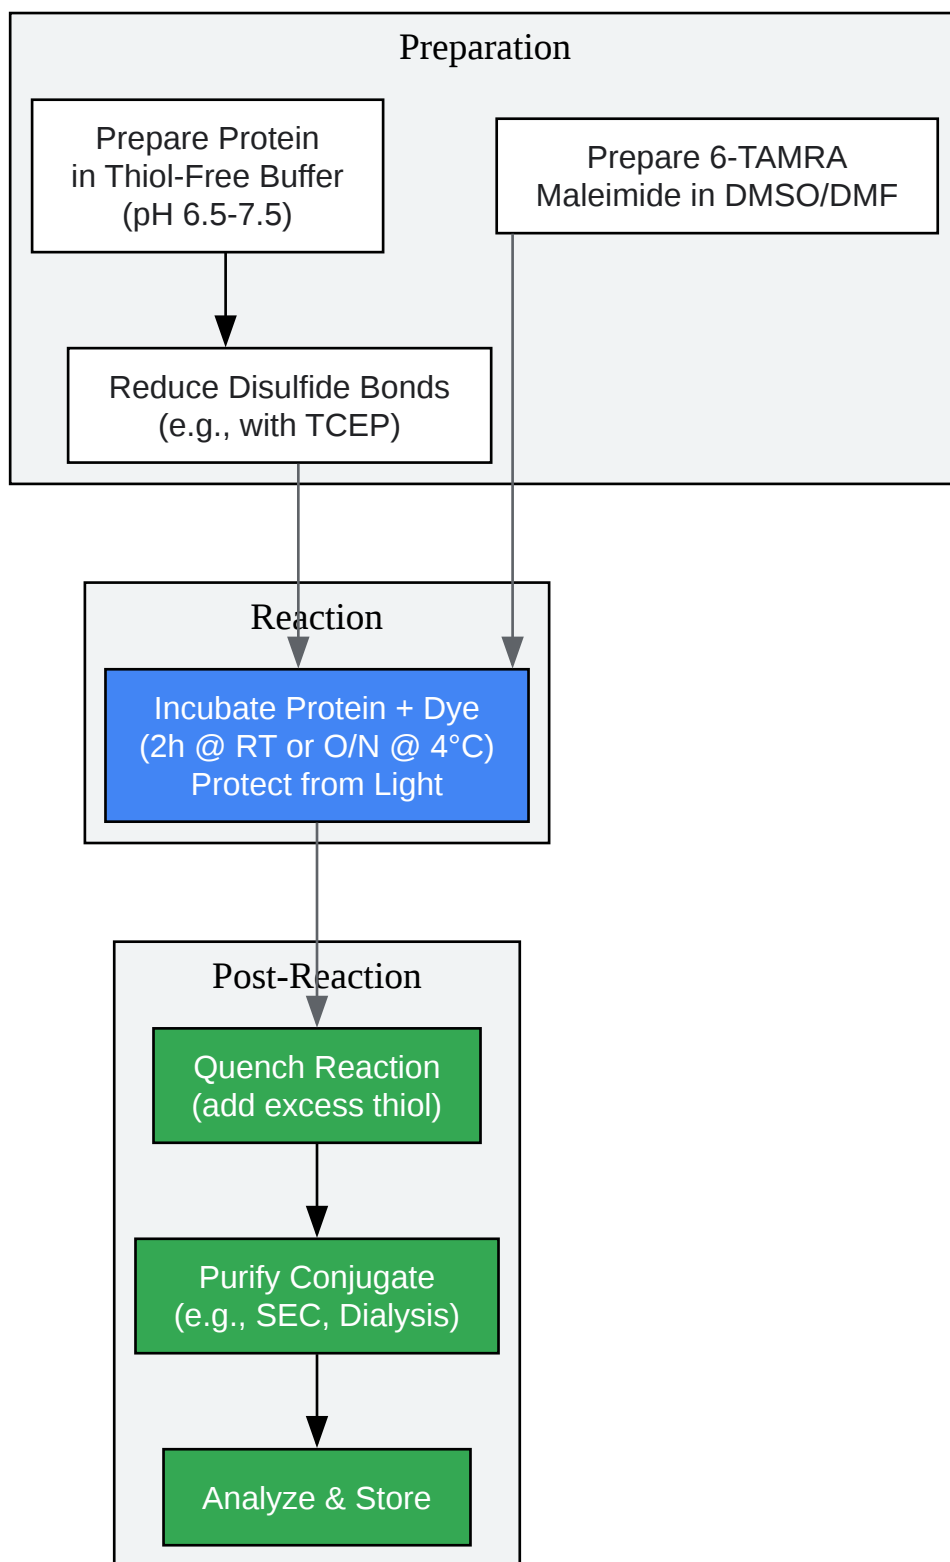 Preparation
Prepare Protein
in Thiol-Free Buffer
(pH 6.5-7.5)
Prepare 6-TAMRA
Maleimide in DMSO/DMF
Reduce Disulfide Bonds
(e.g., with TCEP)
Reaction
Incubate Protein + Dye
(2h @ RT or O/N @ 4°C)
Protect from Light
Post-Reaction
Quench Reaction
(add excess thiol)
Purify Conjugate
(e.g., SEC, Dialysis)
Analyze & Store